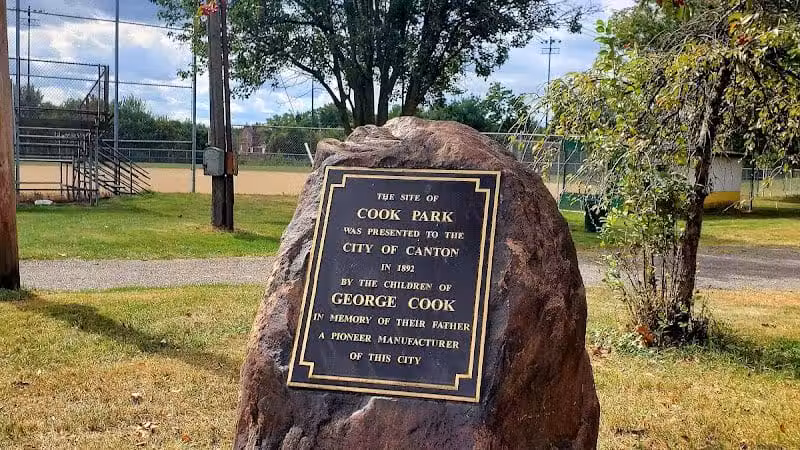 THE SITE OF
COOK PARK
WAS PRESENTED TO THE
CITY OF CANTON
IN 1892
BY THE CHILDREN OF
GEORGE COOK
IN MEMORY OF THEIR FATHER
A PIONEER MANUFACTURER
OF THIS CITY